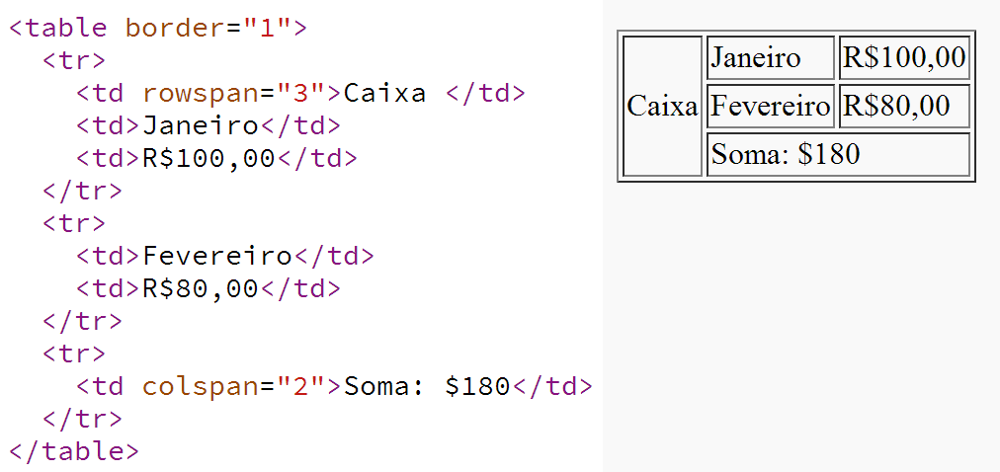 <table border="1">
<tr>
<td rowspan="3">Caixa </td>
<td>Janeiro</td>
<td>R$100,00</td>
</tr>
<tr>
<td>Fevereiro</td>
<td>R$80,00</td>
</tr>
<tr>
<td colspan="2">Soma: $180</td>
</tr>
</table>
Caixa
Janeiro R$100,00
Fevereiro R$80,00
Soma: $180